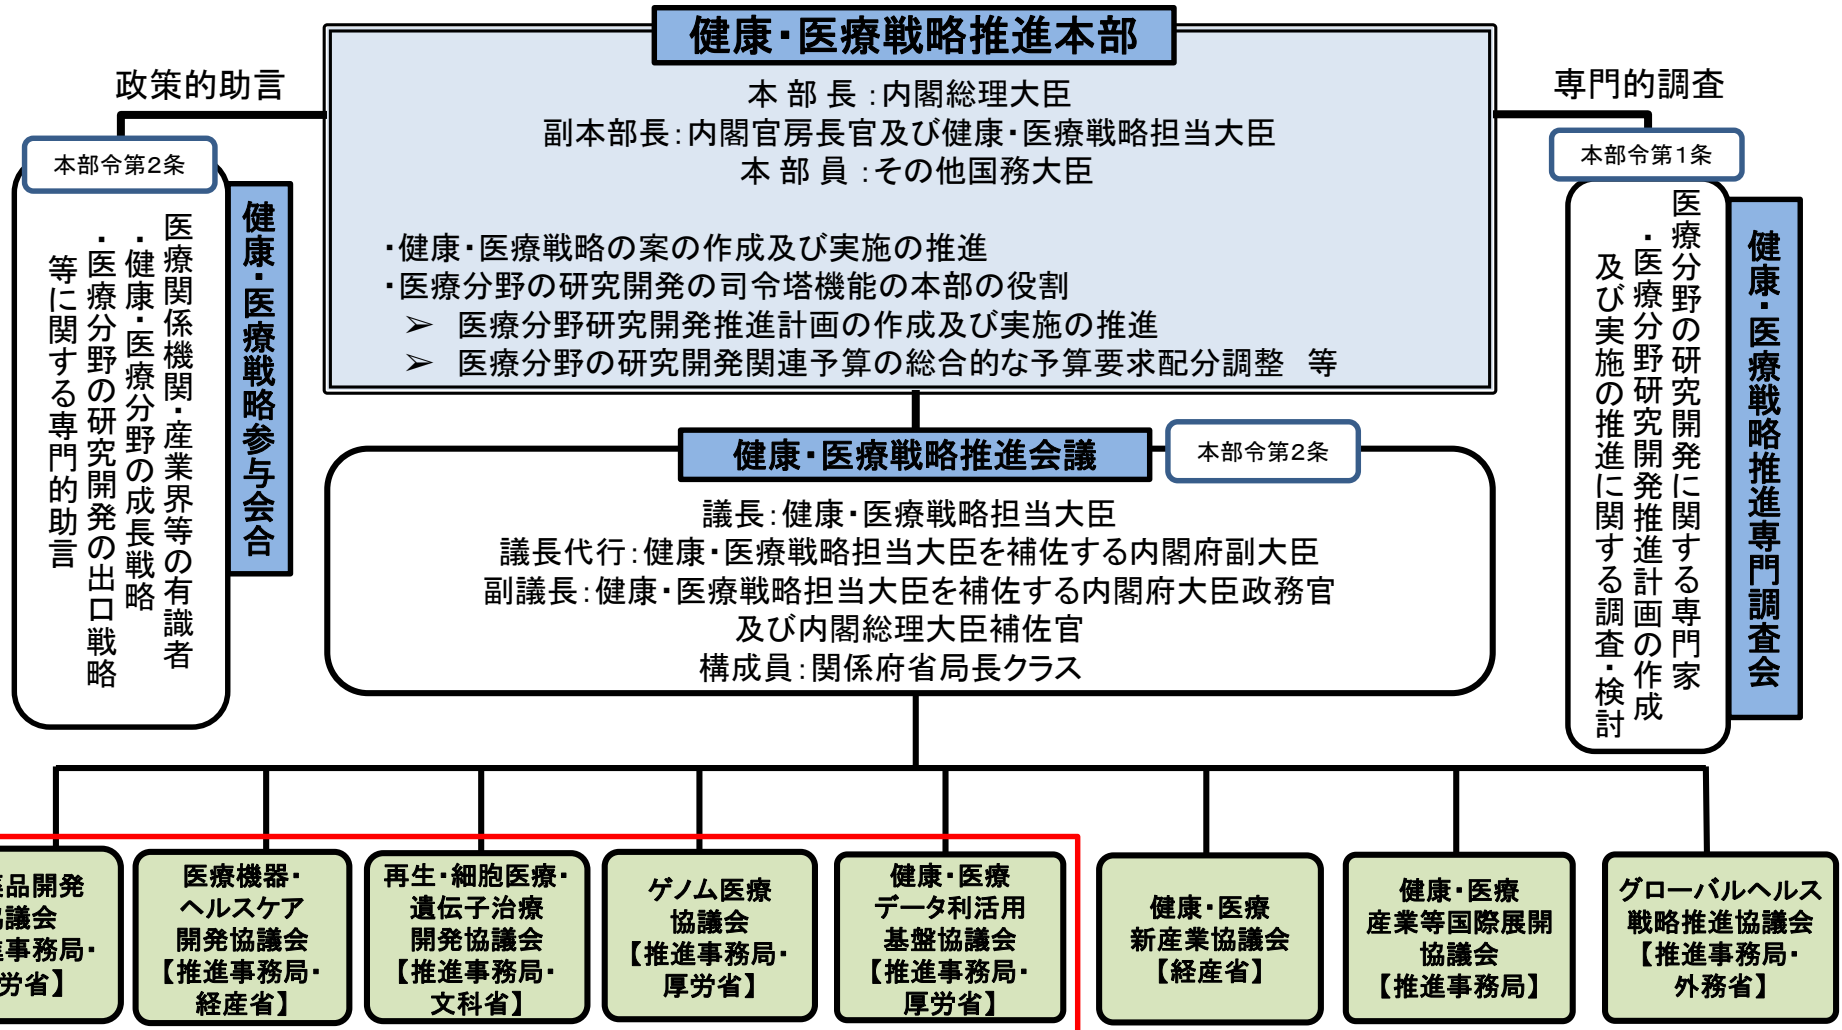 健康・医療戦略推進本部
本 部 長 ：内閣総理大臣
副本部長：内閣官房長官及び健康・医療戦略担当大臣
本 部 員 ：その他国務大臣
・健康・医療戦略の案の作成及び実施の推進
・医療分野の研究開発の司令塔機能の本部の役割
➢ 医療分野研究開発推進計画の作成及び実施の推進
➢ 医療分野の研究開発関連予算の総合的な予算要求配分調整　等
政策的助言
本部令第２条
健康・医療戦略参与会合
医療関係機関・産業界等の有識者
・健康・医療分野の成長戦略
・医療分野の研究開発の出口戦略
等に関する専門的助言
専門的調査
本部令第１条
健康・医療戦略推進専門調査会
医療分野の研究開発に関する専門家
・医療分野研究開発推進計画の作成
及び実施の推進に関する調査・検討
健康・医療戦略推進会議
本部令第２条
議長：健康・医療戦略担当大臣
議長代行：健康・医療戦略担当大臣を補佐する内閣府副大臣
副議長：健康・医療戦略担当大臣を補佐する内閣府大臣政務官
及び内閣総理大臣補佐官
構成員：関係府省局長クラス
品開発
議会
事務局・
労省】
医療機器・
ヘルスケア
開発協議会
【推進事務局・
経産省】
再生・細胞医療・
遺伝子治療
開発協議会
【推進事務局・
文科省】
ゲノム医療
協議会
【推進事務局・
厚労省】
健康・医療
データ利活用
基盤協議会
【推進事務局・
厚労省】
健康・医療
新産業協議会
【経産省】
健康・医療
産業等国際展開
協議会
【推進事務局】
グローバルヘルス
戦略推進協議会
【推進事務局・
外務省】